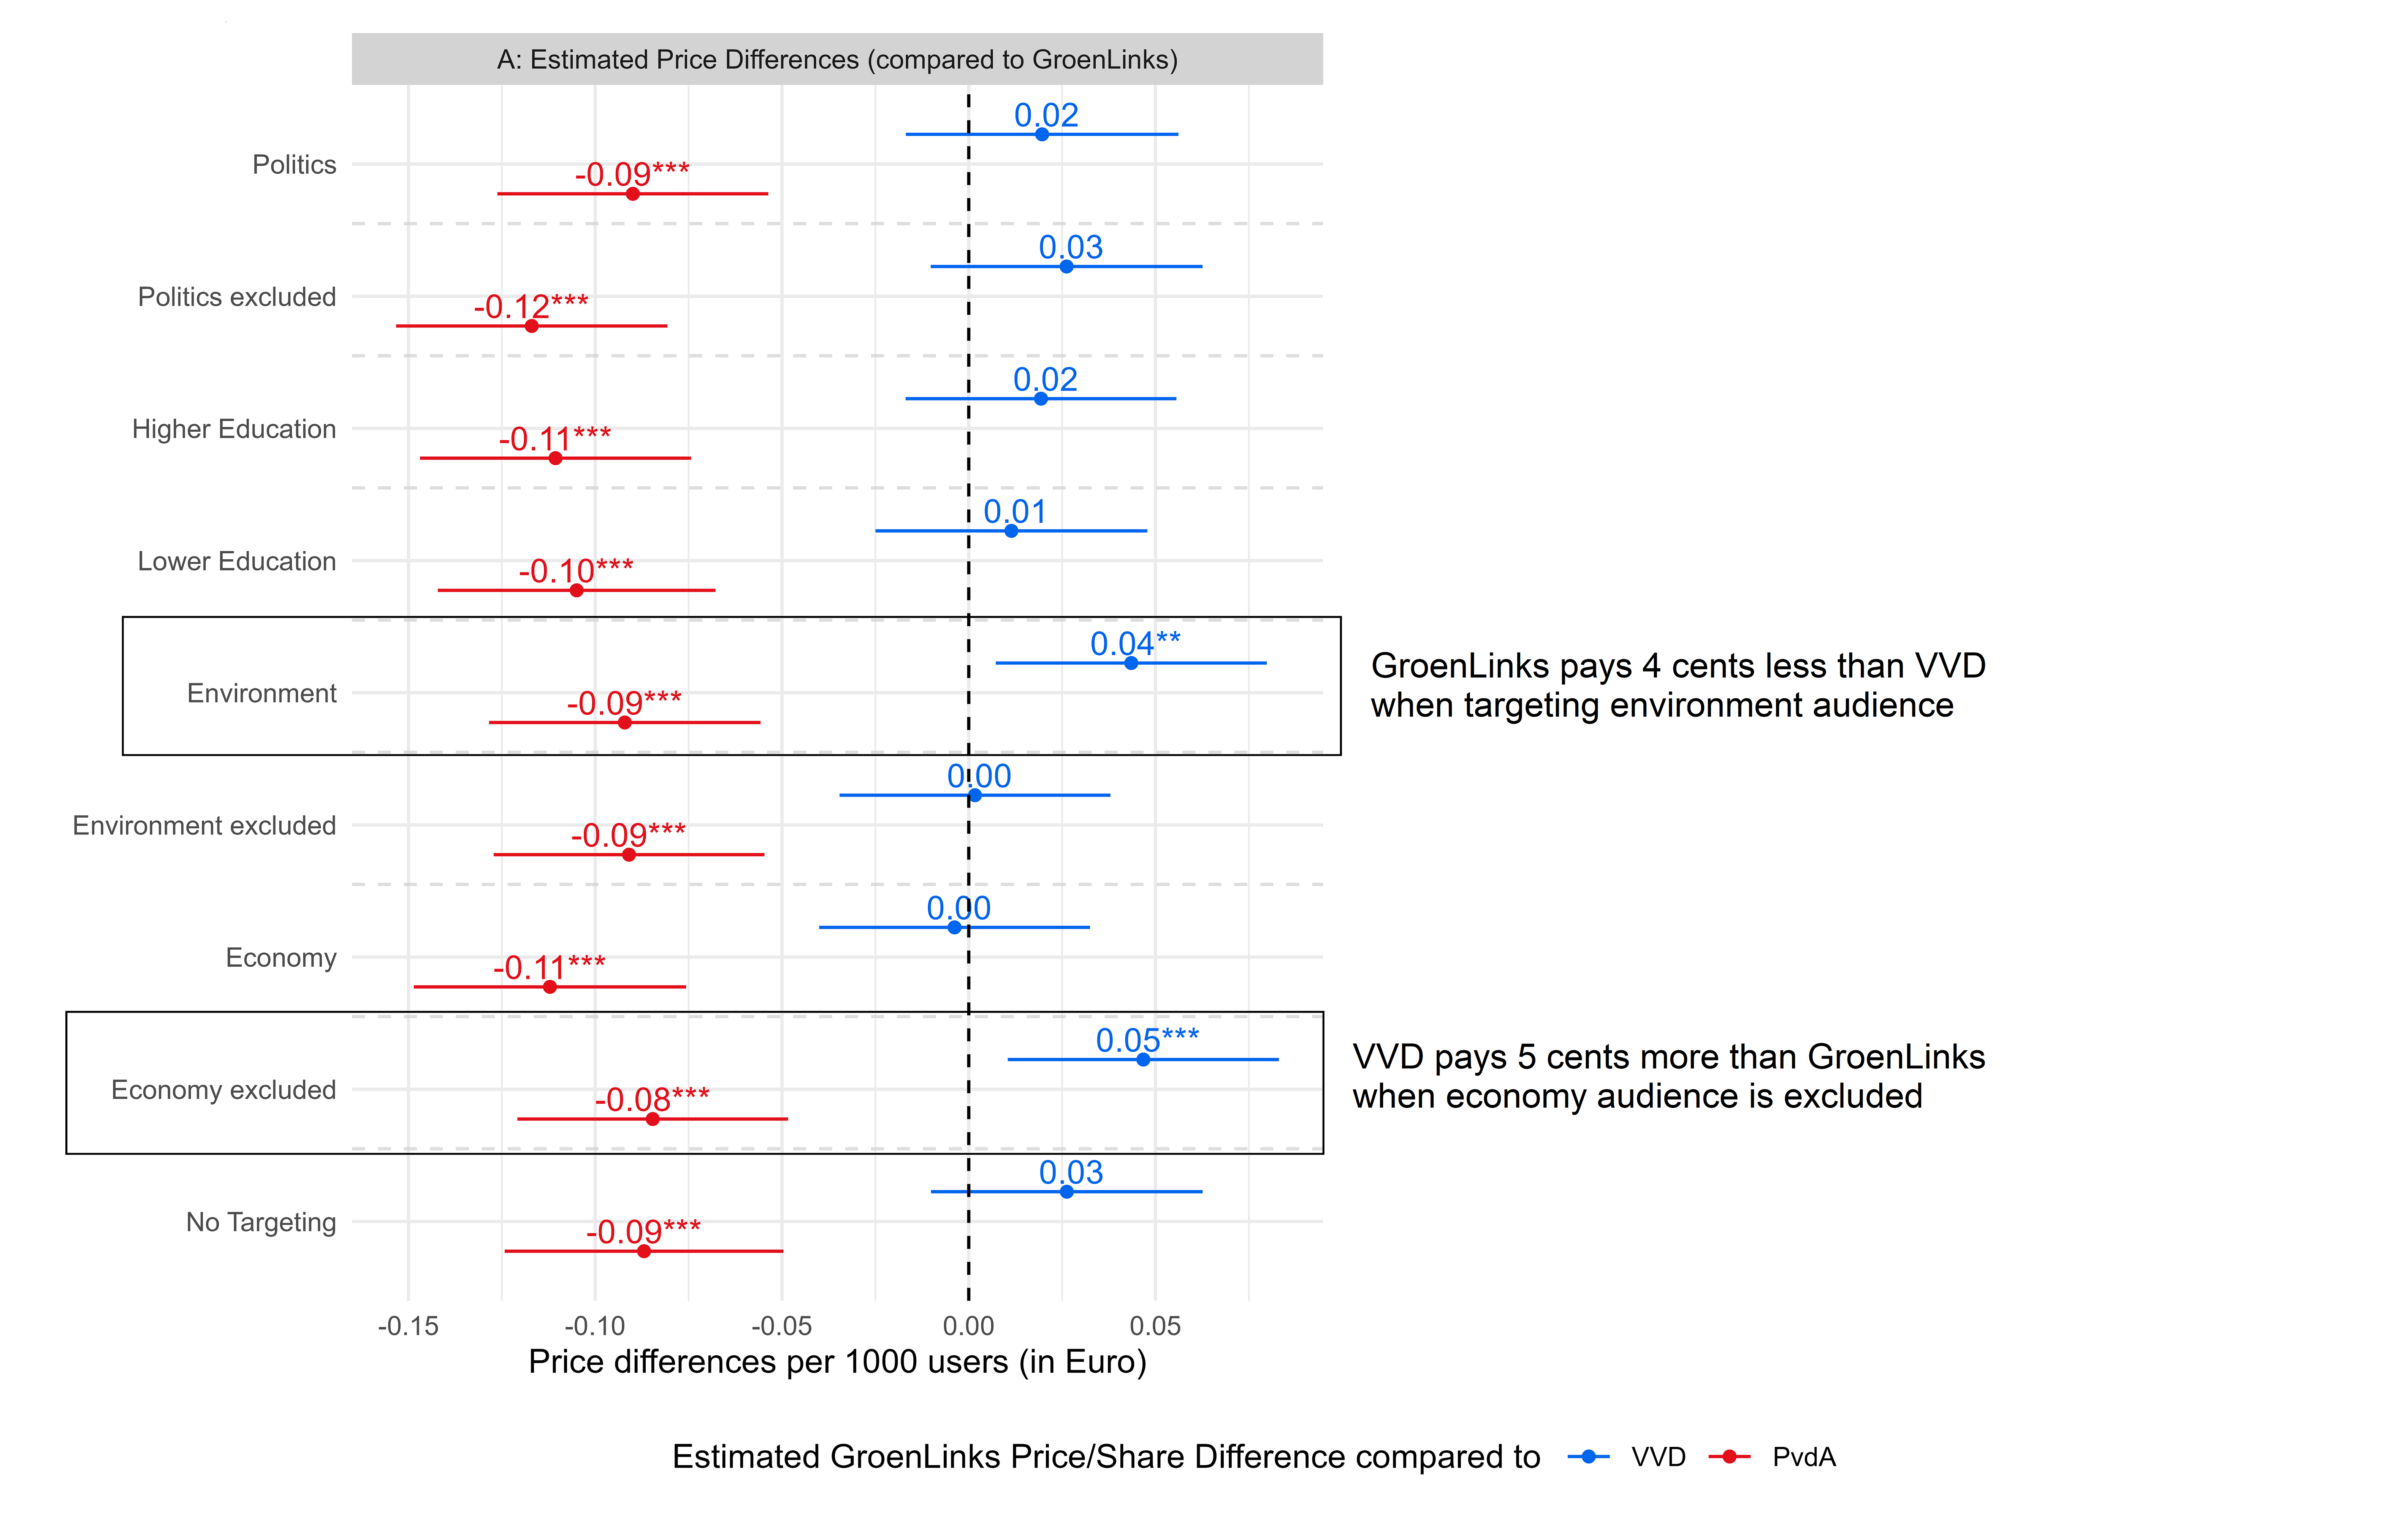 A: Estimated Price Differences (compared to GroenLinks)
0.02
Politics
-0.09***
0.03
Politics excluded
-0.12***
0.02
Higher Education
-0.11***
0.01
Lower Education
-0.10***
0.04**
Environment
-0.09***
GroenLinks pays 4 cents less than VVD
when targeting environment audience
0.00
Environment excluded
-0.09***
0.00
Economy
-0.11***
0.05***
Economy excluded
-0.08***
VVD pays 5 cents more than GroenLinks
when economy audience is excluded
0.03
No Targeting
-0.09***
-0.15 -0.10 -0.05 0.00 0.05
Price differences per 1000 users (in Euro)
Estimated GroenLinks Price/Share Difference compared to VVD PvdA